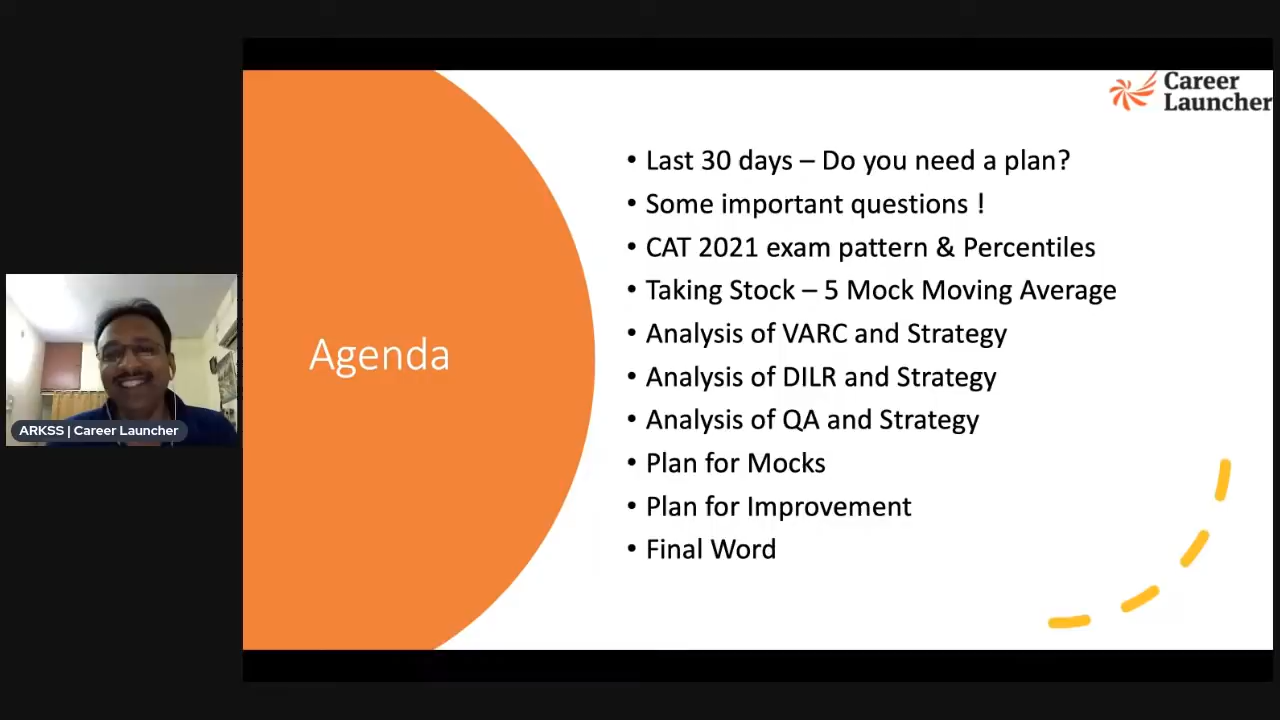 Career
Launcher
Agenda
• Last 30 days – Do you need a plan?
• Some important questions !
• CAT 2021 exam pattern & Percentiles
• Taking Stock – 5 Mock Moving Average
• Analysis of VARC and Strategy
• Analysis of DILR and Strategy
• Analysis of QA and Strategy
• Plan for Mocks
• Plan for Improvement
• Final Word
ARKSS | Career Launcher